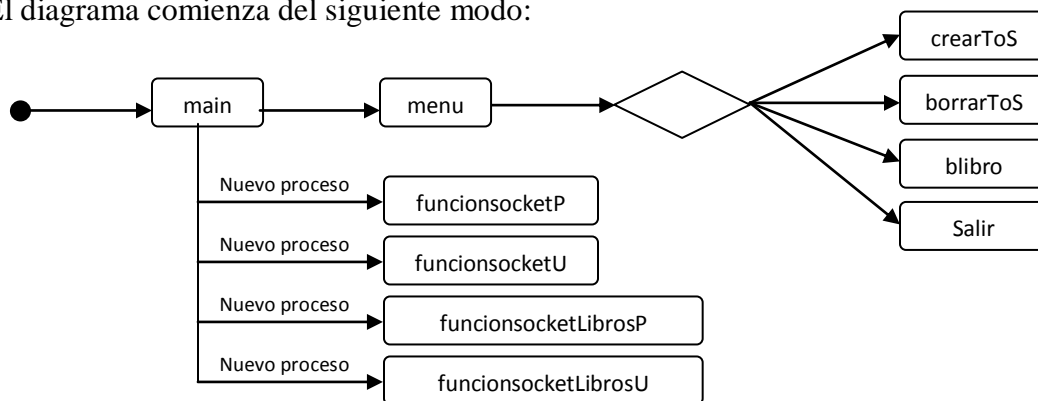 El diagrama comienza del siguiente modo:
crearToS
main
menu
borrarToS
blibro
Salir
Nuevo proceso
funcionsocketP
Nuevo proceso
funcionsocketU
Nuevo proceso
funcionsocketLibrosP
Nuevo proceso
funcionsocketLibrosU